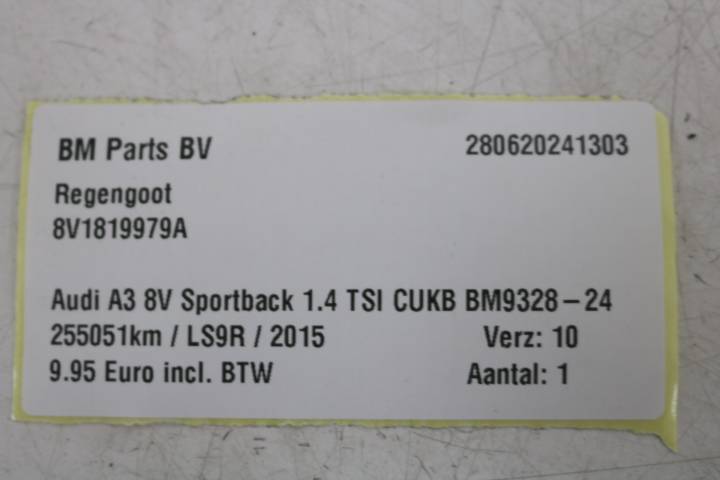 BM Parts BV 280620241303
Regengoot
8V1819979A
Audi A3 8V Sportback 1.4 TSI CUKB BM9328-24
255051km / LS9R / 2015 Verz: 10
9.95 Euro incl. BTW Aantal: 1